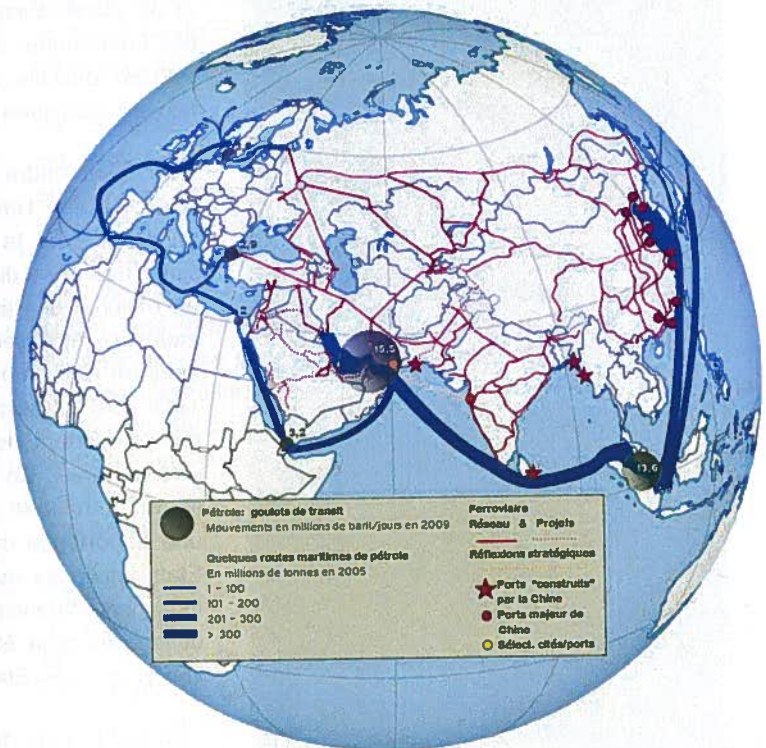 2,9
2
15,5
3,2
13,6
Pétrole: goulots de transit
Mouvements en millions de baril/jours en 2009
Quelques routes maritimes de pétrole
En millions de tonnes en 2005
1 - 100
101 - 200
201 - 300
> 300
Ferroviaire
Réseau & Projets
Réflexions stratégiques
Ports "construits"
par la Chine
Ports majeur de
Chine
Sélect. cités/ports